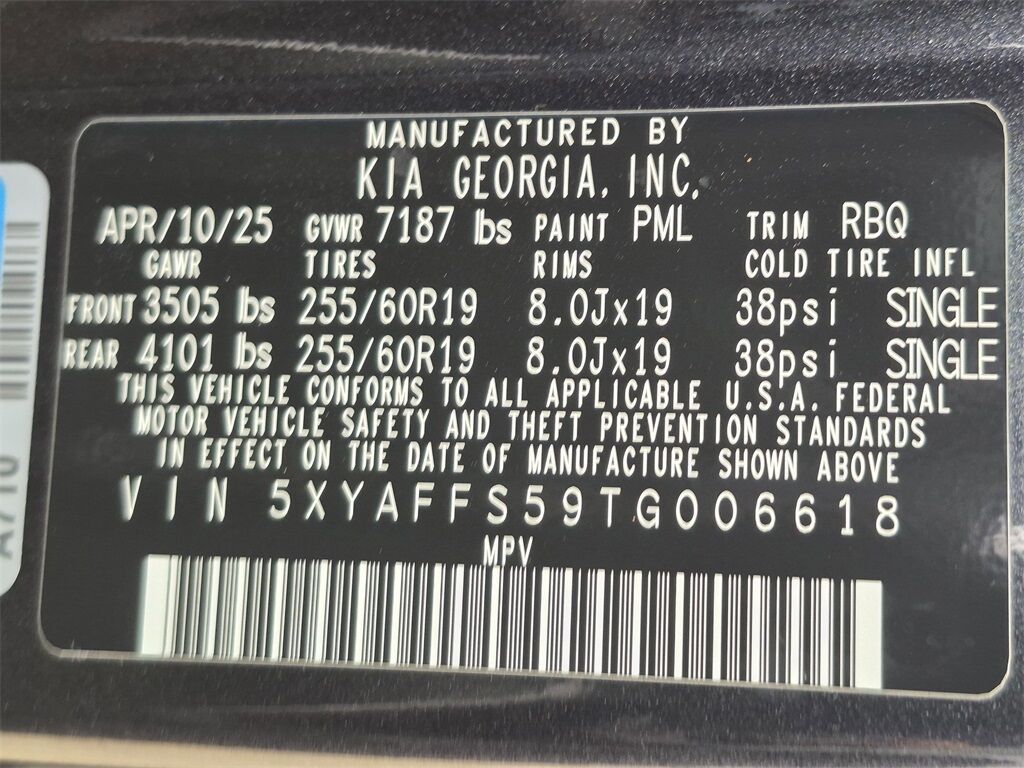 MANUFACTURED BY
KIA GEORGIA, INC.
APR/10/25 GVWR 7187 lbs PAINT PML TRIM RBQ
GAWR TIRES RIMS COLD TIRE INFL
FRONT 3505 lbs 255/60R19 8.0Jx19 38psi SINGLE
REAR 4101 lbs 255/60R19 8.0Jx19 38psi SINGLE
THIS VEHICLE CONFORMS TO ALL APPLICABLE U.S.A. FEDERAL
MOTOR VEHICLE SAFETY AND THEFT PREVENTION STANDARDS
IN EFFECT ON THE DATE OF MANUFACTURE SHOWN ABOVE
VIN 5XYAFFS59TG006618
MPV